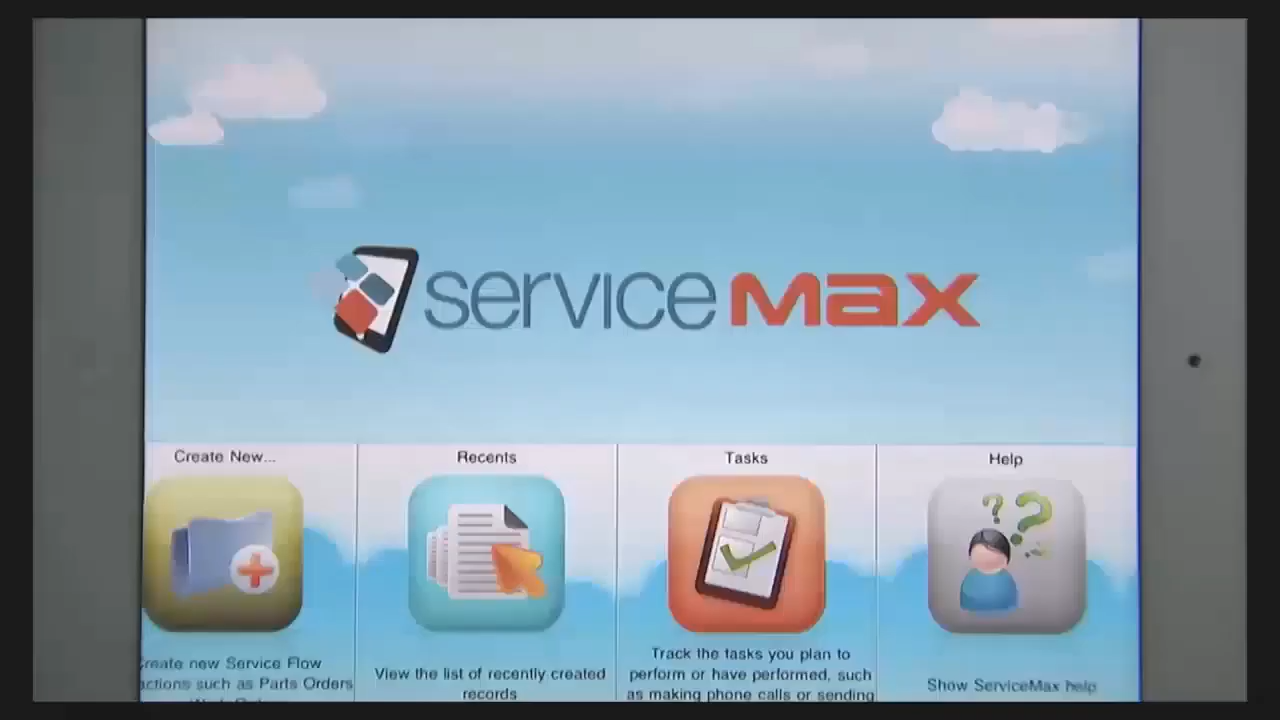 serviceMAX
Create New...
Recents
Tasks
Help
Create new Service Flow
actions such as Parts Orders
View the list of recently created
records
Track the tasks you plan to
perform or have performed, such
as making phone calls or sending
Show ServiceMax help